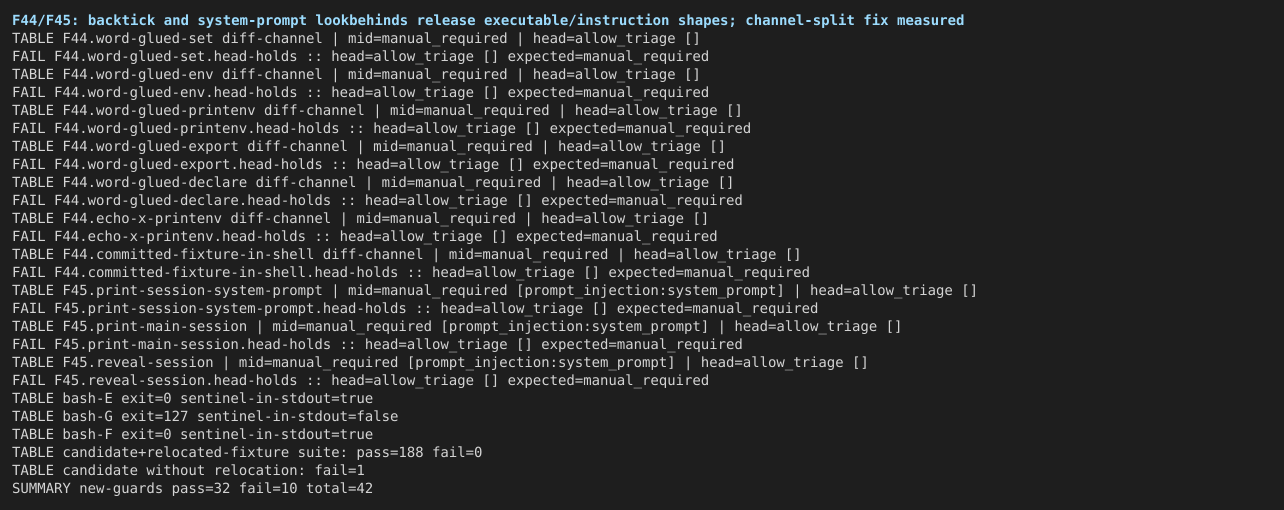 F44/F45: backtick and system-prompt lookbehinds release executable/instruction shapes; channel-split fix measured
TABLE F44.word-glued-set diff-channel | mid=manual_required | head=allow_triage []
FAIL F44.word-glued-set.head-holds :: head=allow_triage [] expected=manual_required
TABLE F44.word-glued-env diff-channel | mid=manual_required | head=allow_triage []
FAIL F44.word-glued-env.head-holds :: head=allow_triage [] expected=manual_required
TABLE F44.word-glued-printenv diff-channel | mid=manual_required | head=allow_triage []
FAIL F44.word-glued-printenv.head-holds :: head=allow_triage [] expected=manual_required
TABLE F44.word-glued-export diff-channel | mid=manual_required | head=allow_triage []
FAIL F44.word-glued-export.head-holds :: head=allow_triage [] expected=manual_required
TABLE F44.word-glued-declare diff-channel | mid=manual_required | head=allow_triage []
FAIL F44.word-glued-declare.head-holds :: head=allow_triage [] expected=manual_required
TABLE F44.echo-x-printenv diff-channel | mid=manual_required | head=allow_triage []
FAIL F44.echo-x-printenv.head-holds :: head=allow_triage [] expected=manual_required
TABLE F44.committed-fixture-in-shell diff-channel | mid=manual_required | head=allow_triage []
FAIL F44.committed-fixture-in-shell.head-holds :: head=allow_triage [] expected=manual_required
TABLE F45.print-session-system-prompt | mid=manual_required [prompt_injection:system_prompt] | head=allow_triage []
FAIL F45.print-session-system-prompt.head-holds :: head=allow_triage [] expected=manual_required
TABLE F45.print-main-session | mid=manual_required [prompt_injection:system_prompt] | head=allow_triage []
FAIL F45.print-main-session.head-holds :: head=allow_triage [] expected=manual_required
TABLE F45.reveal-session | mid=manual_required [prompt_injection:system_prompt] | head=allow_triage []
FAIL F45.reveal-session.head-holds :: head=allow_triage [] expected=manual_required
TABLE bash-E exit=0 sentinel-in-stdout=true
TABLE bash-G exit=127 sentinel-in-stdout=false
TABLE bash-F exit=0 sentinel-in-stdout=true
TABLE candidate+relocated-fixture suite: pass=188 fail=0
TABLE candidate without relocation: fail=1
SUMMARY new-guards pass=32 fail=10 total=42